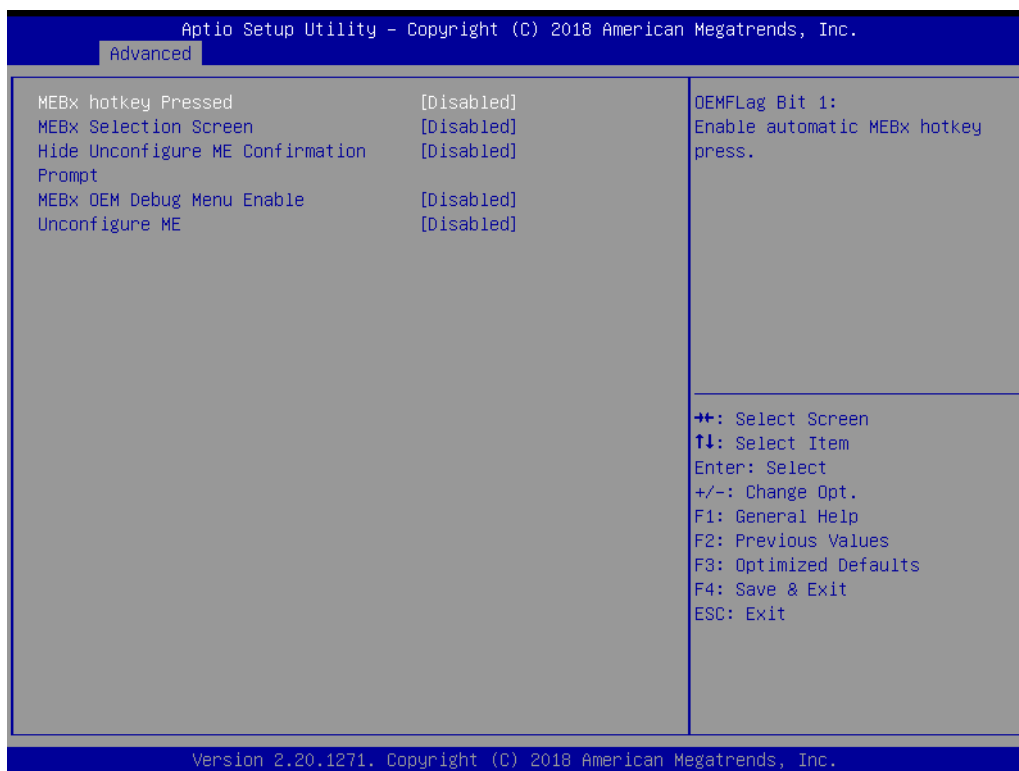 Aptio Setup Utility – Copyright (C) 2018 American Megatrends, Inc.
Advanced
MEBx hotkey Pressed [Disabled]
MEBx Selection Screen [Disabled]
Hide Unconfigure ME Confirmation [Disabled]
Prompt
MEBx OEM Debug Menu Enable [Disabled]
Unconfigure ME [Disabled]
OEMFLag Bit 1:
Enable automatic MEBx hotkey
press.
→←: Select Screen
↑↓: Select Item
Enter: Select
+/-: Change Opt.
F1: General Help
F2: Previous Values
F3: Optimized Defaults
F4: Save & Exit
ESC: Exit
Version 2.20.1271. Copyright (C) 2018 American Megatrends, Inc.